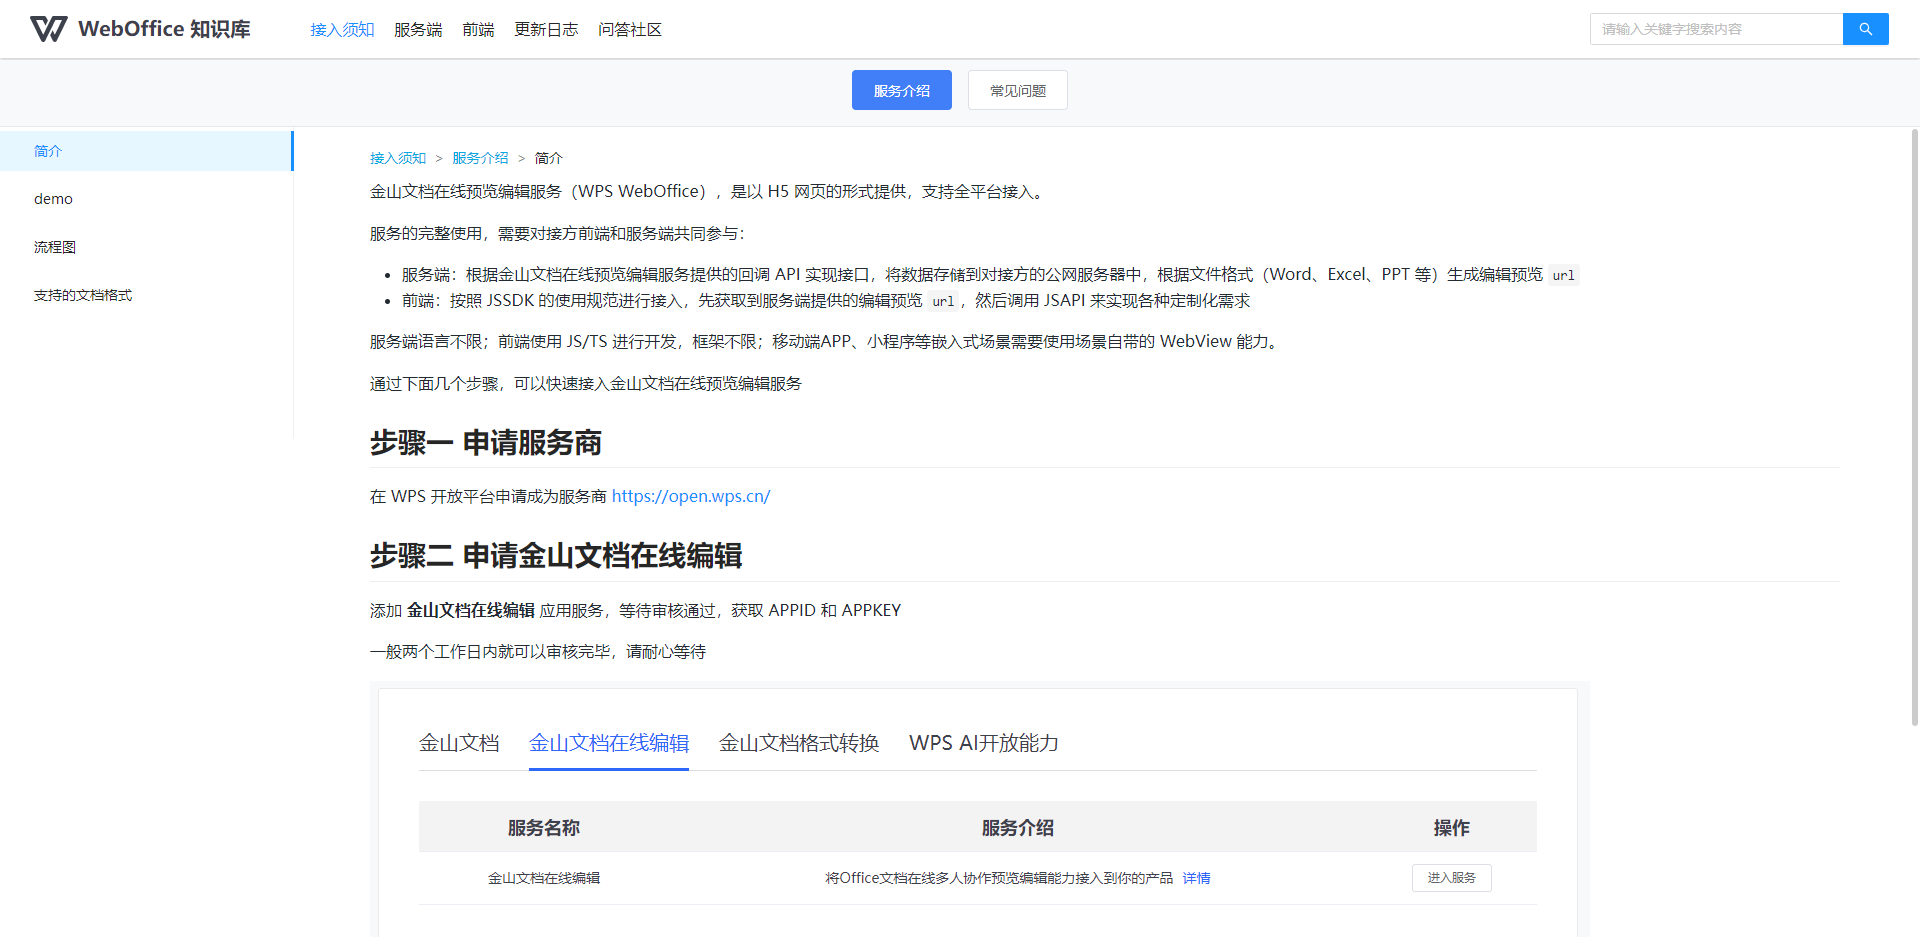 WebOffice 知识库
接入须知 服务端 前端 更新日志 问答社区
请输入关键字搜索内容
服务介绍 常见问题
简介
demo
流程图
支持的文档格式
接入须知 > 服务介绍 > 简介
金山文档在线预览编辑服务（WPS WebOffice），是以 H5 网页的形式提供，支持全平台接入。
服务的完整使用，需要对接方前端和服务端共同参与：
• 服务端：根据金山文档在线预览编辑服务提供的回调 API 实现接口，将数据存储到对接方的公网服务器中，根据文件格式（Word、Excel、PPT 等）生成编辑预览 url
• 前端：按照 JSSDK 的使用规范进行接入，先获取到服务端提供的编辑预览 url ，然后调用 JSAPI 来实现各种定制化需求
服务端语言不限；前端使用 JS/TS 进行开发，框架不限；移动端APP、小程序等嵌入式场景需要使用场景自带的 WebView 能力。
通过下面几个步骤，可以快速接入金山文档在线预览编辑服务
步骤一 申请服务商
在 WPS 开放平台申请成为服务商 https://open.wps.cn/
步骤二 申请金山文档在线编辑
添加 金山文档在线编辑 应用服务，等待审核通过，获取 APPID 和 APPKEY
一般两个工作日内就可以审核完毕，请耐心等待
金山文档 金山文档在线编辑 金山文档格式转换 WPS AI开放能力
服务名称 服务介绍 操作
金山文档在线编辑 将Office文档在线多人协作预览编辑能力接入到你的产品 详情 进入服务